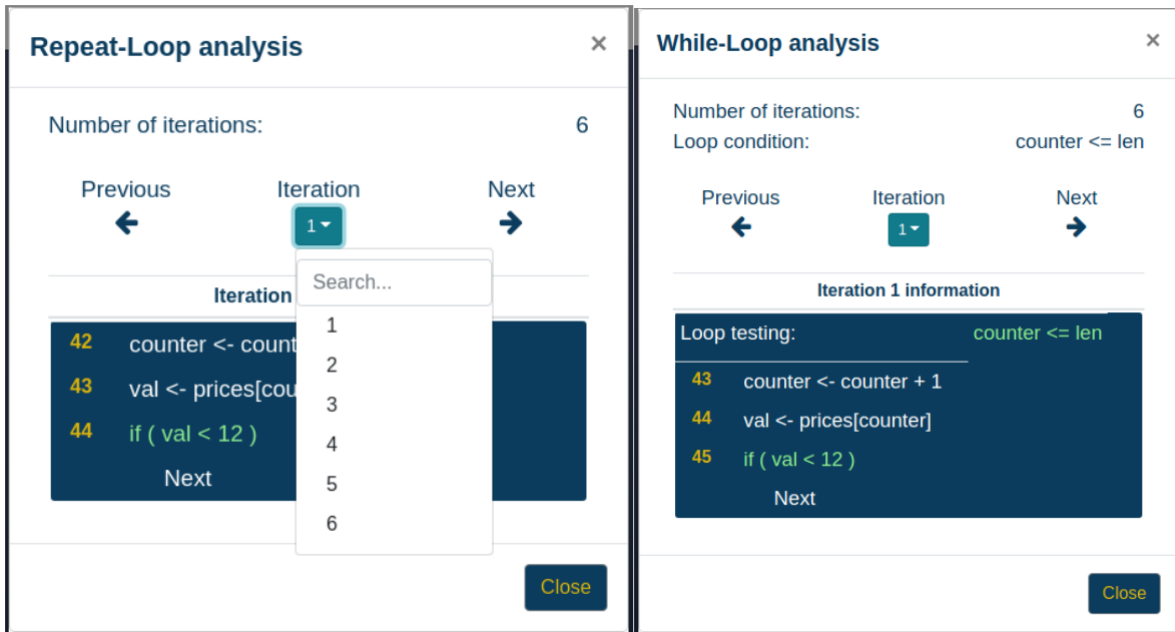 Repeat-Loop analysis ×
Number of iterations: 6
Previous Iteration Next
1
Search...
1
2
3
4
5
6
Iteration
42 counter <- count
43 val <- prices[cou
44 if ( val < 12 )
Next
Close
While-Loop analysis ×
Number of iterations: 6
Loop condition: counter <= len
Previous Iteration Next
1
Iteration 1 information
Loop testing: counter <= len
43 counter <- counter + 1
44 val <- prices[counter]
45 if ( val < 12 )
Next
Close